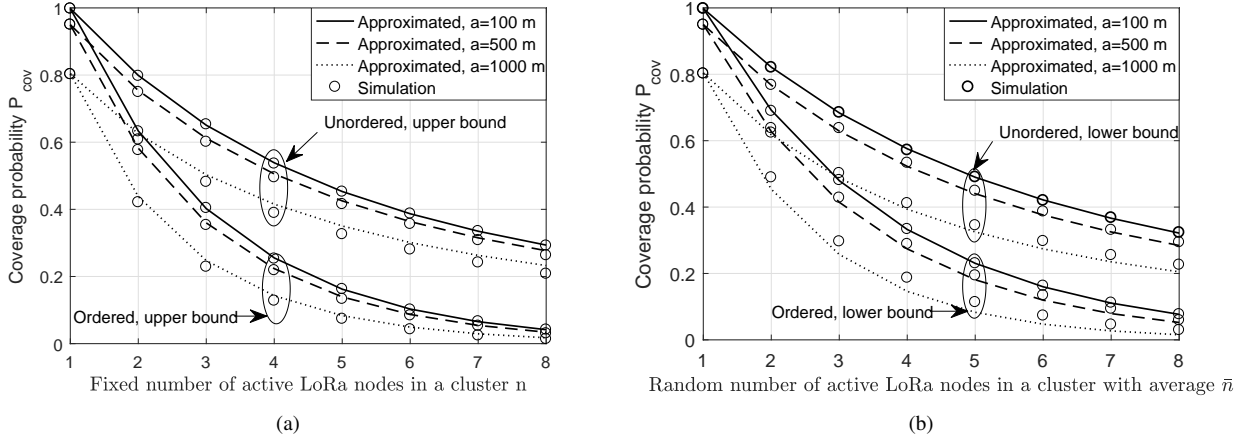 Coverage probability P_cov
1
0.8
0.6
0.4
0.2
0
Approximated, a=100 m
Approximated, a=500 m
Approximated, a=1000 m
Simulation
Unordered, upper bound
Ordered, upper bound
1 2 3 4 5 6 7 8
Fixed number of active LoRa nodes in a cluster n
(a)
Coverage probability P_cov
1
0.8
0.6
0.4
0.2
0
Approximated, a=100 m
Approximated, a=500 m
Approximated, a=1000 m
Simulation
Unordered, lower bound
Ordered, lower bound
1 2 3 4 5 6 7 8
Random number of active LoRa nodes in a cluster with average n̄
(b)